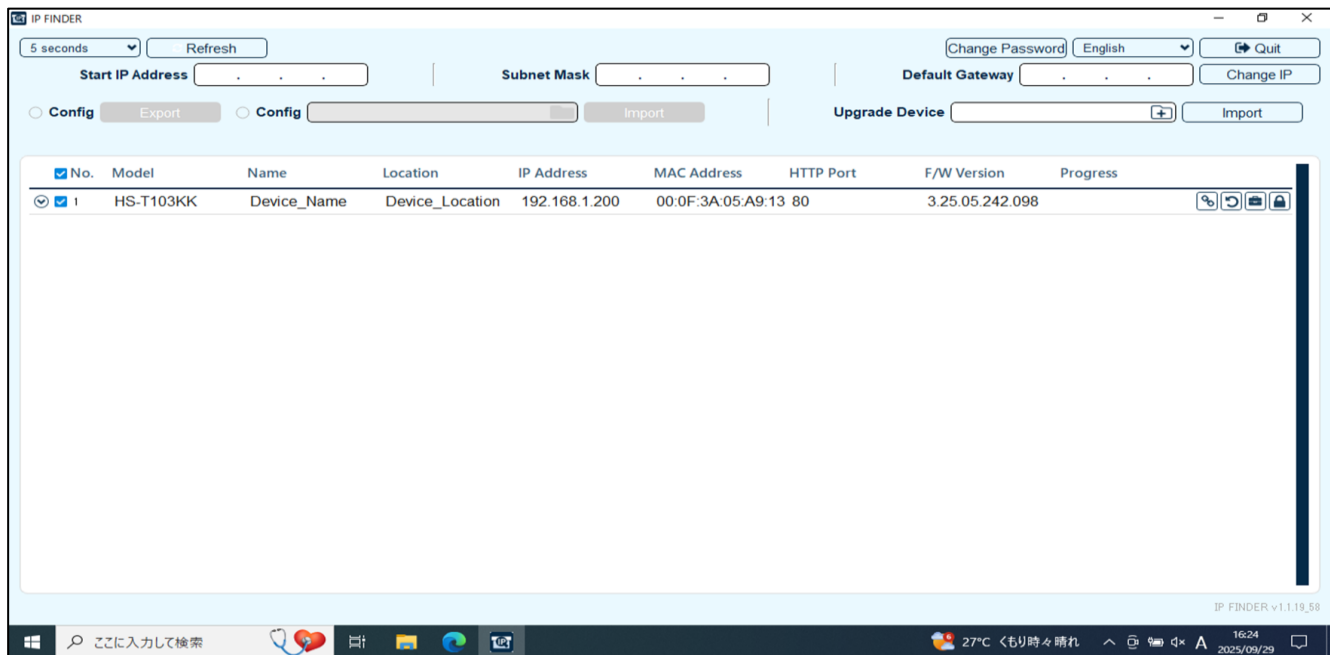 IP FINDER
5 seconds Refresh Change Password English Quit
Start IP Address . . . Subnet Mask . . . Default Gateway . . . Change IP
Config Export Config Import Upgrade Device Import
No. Model Name Location IP Address MAC Address HTTP Port F/W Version Progress
1 HS-T103KK Device_Name Device_Location 192.168.1.200 00:0F:3A:05:A9:13 80 3.25.05.242.098
IP FINDER v1.1.19_58
ここに入力して検索 27°C くもり時々晴れ A 16:24
2025/09/29